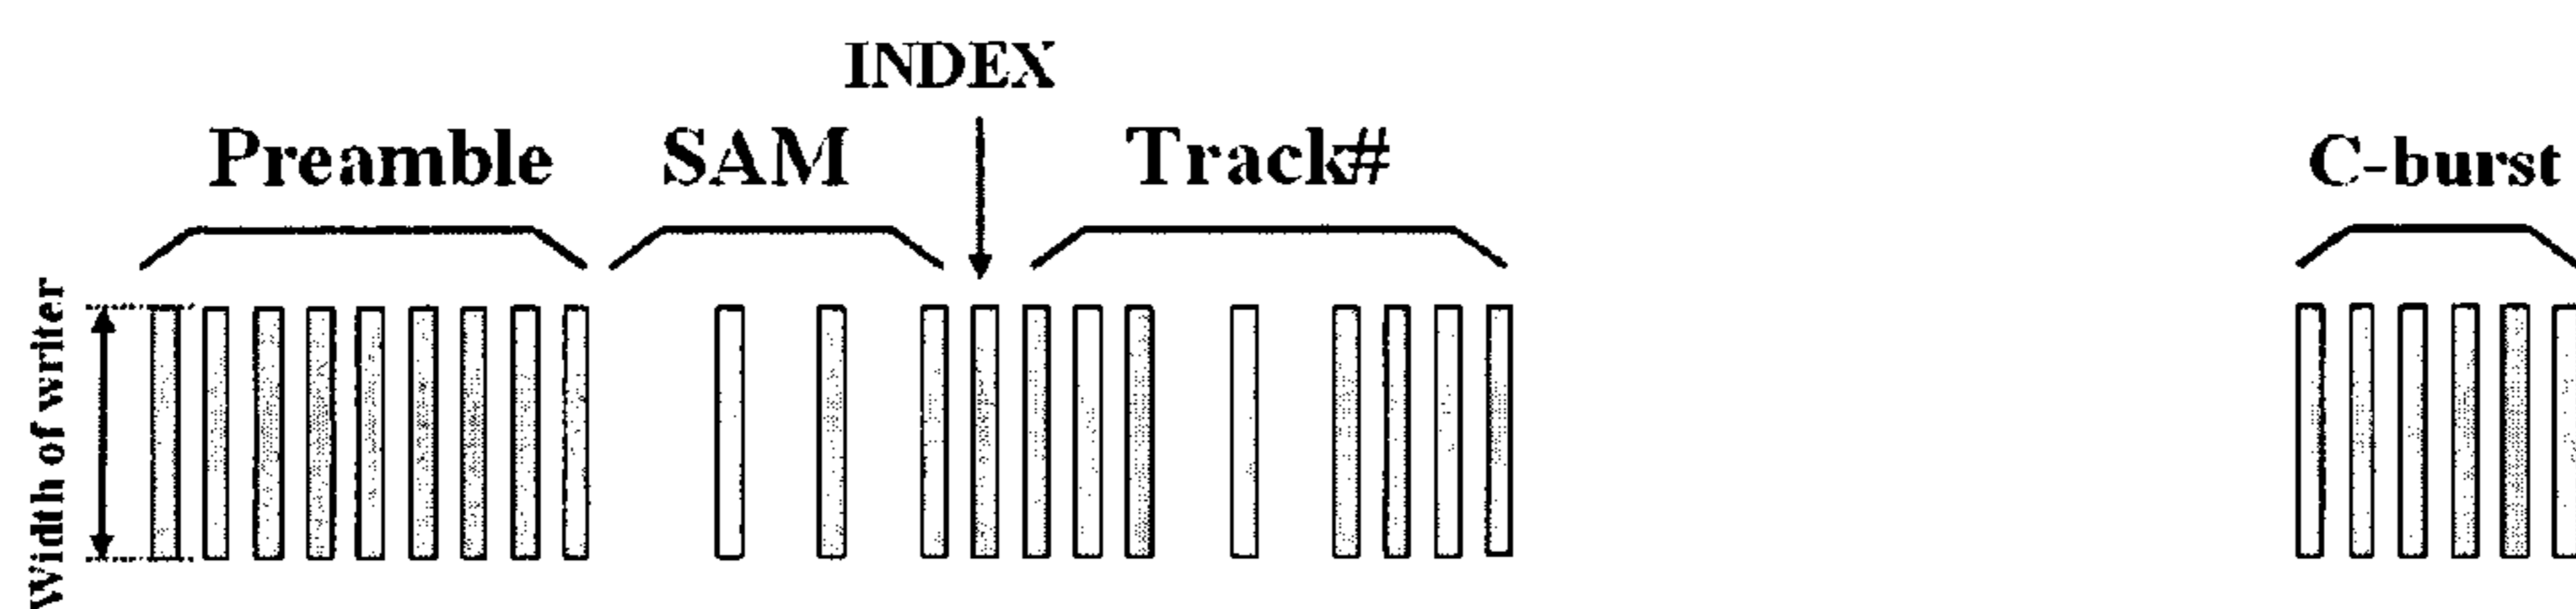 INDEX
Preamble SAM Track# C-burst
Width of writer